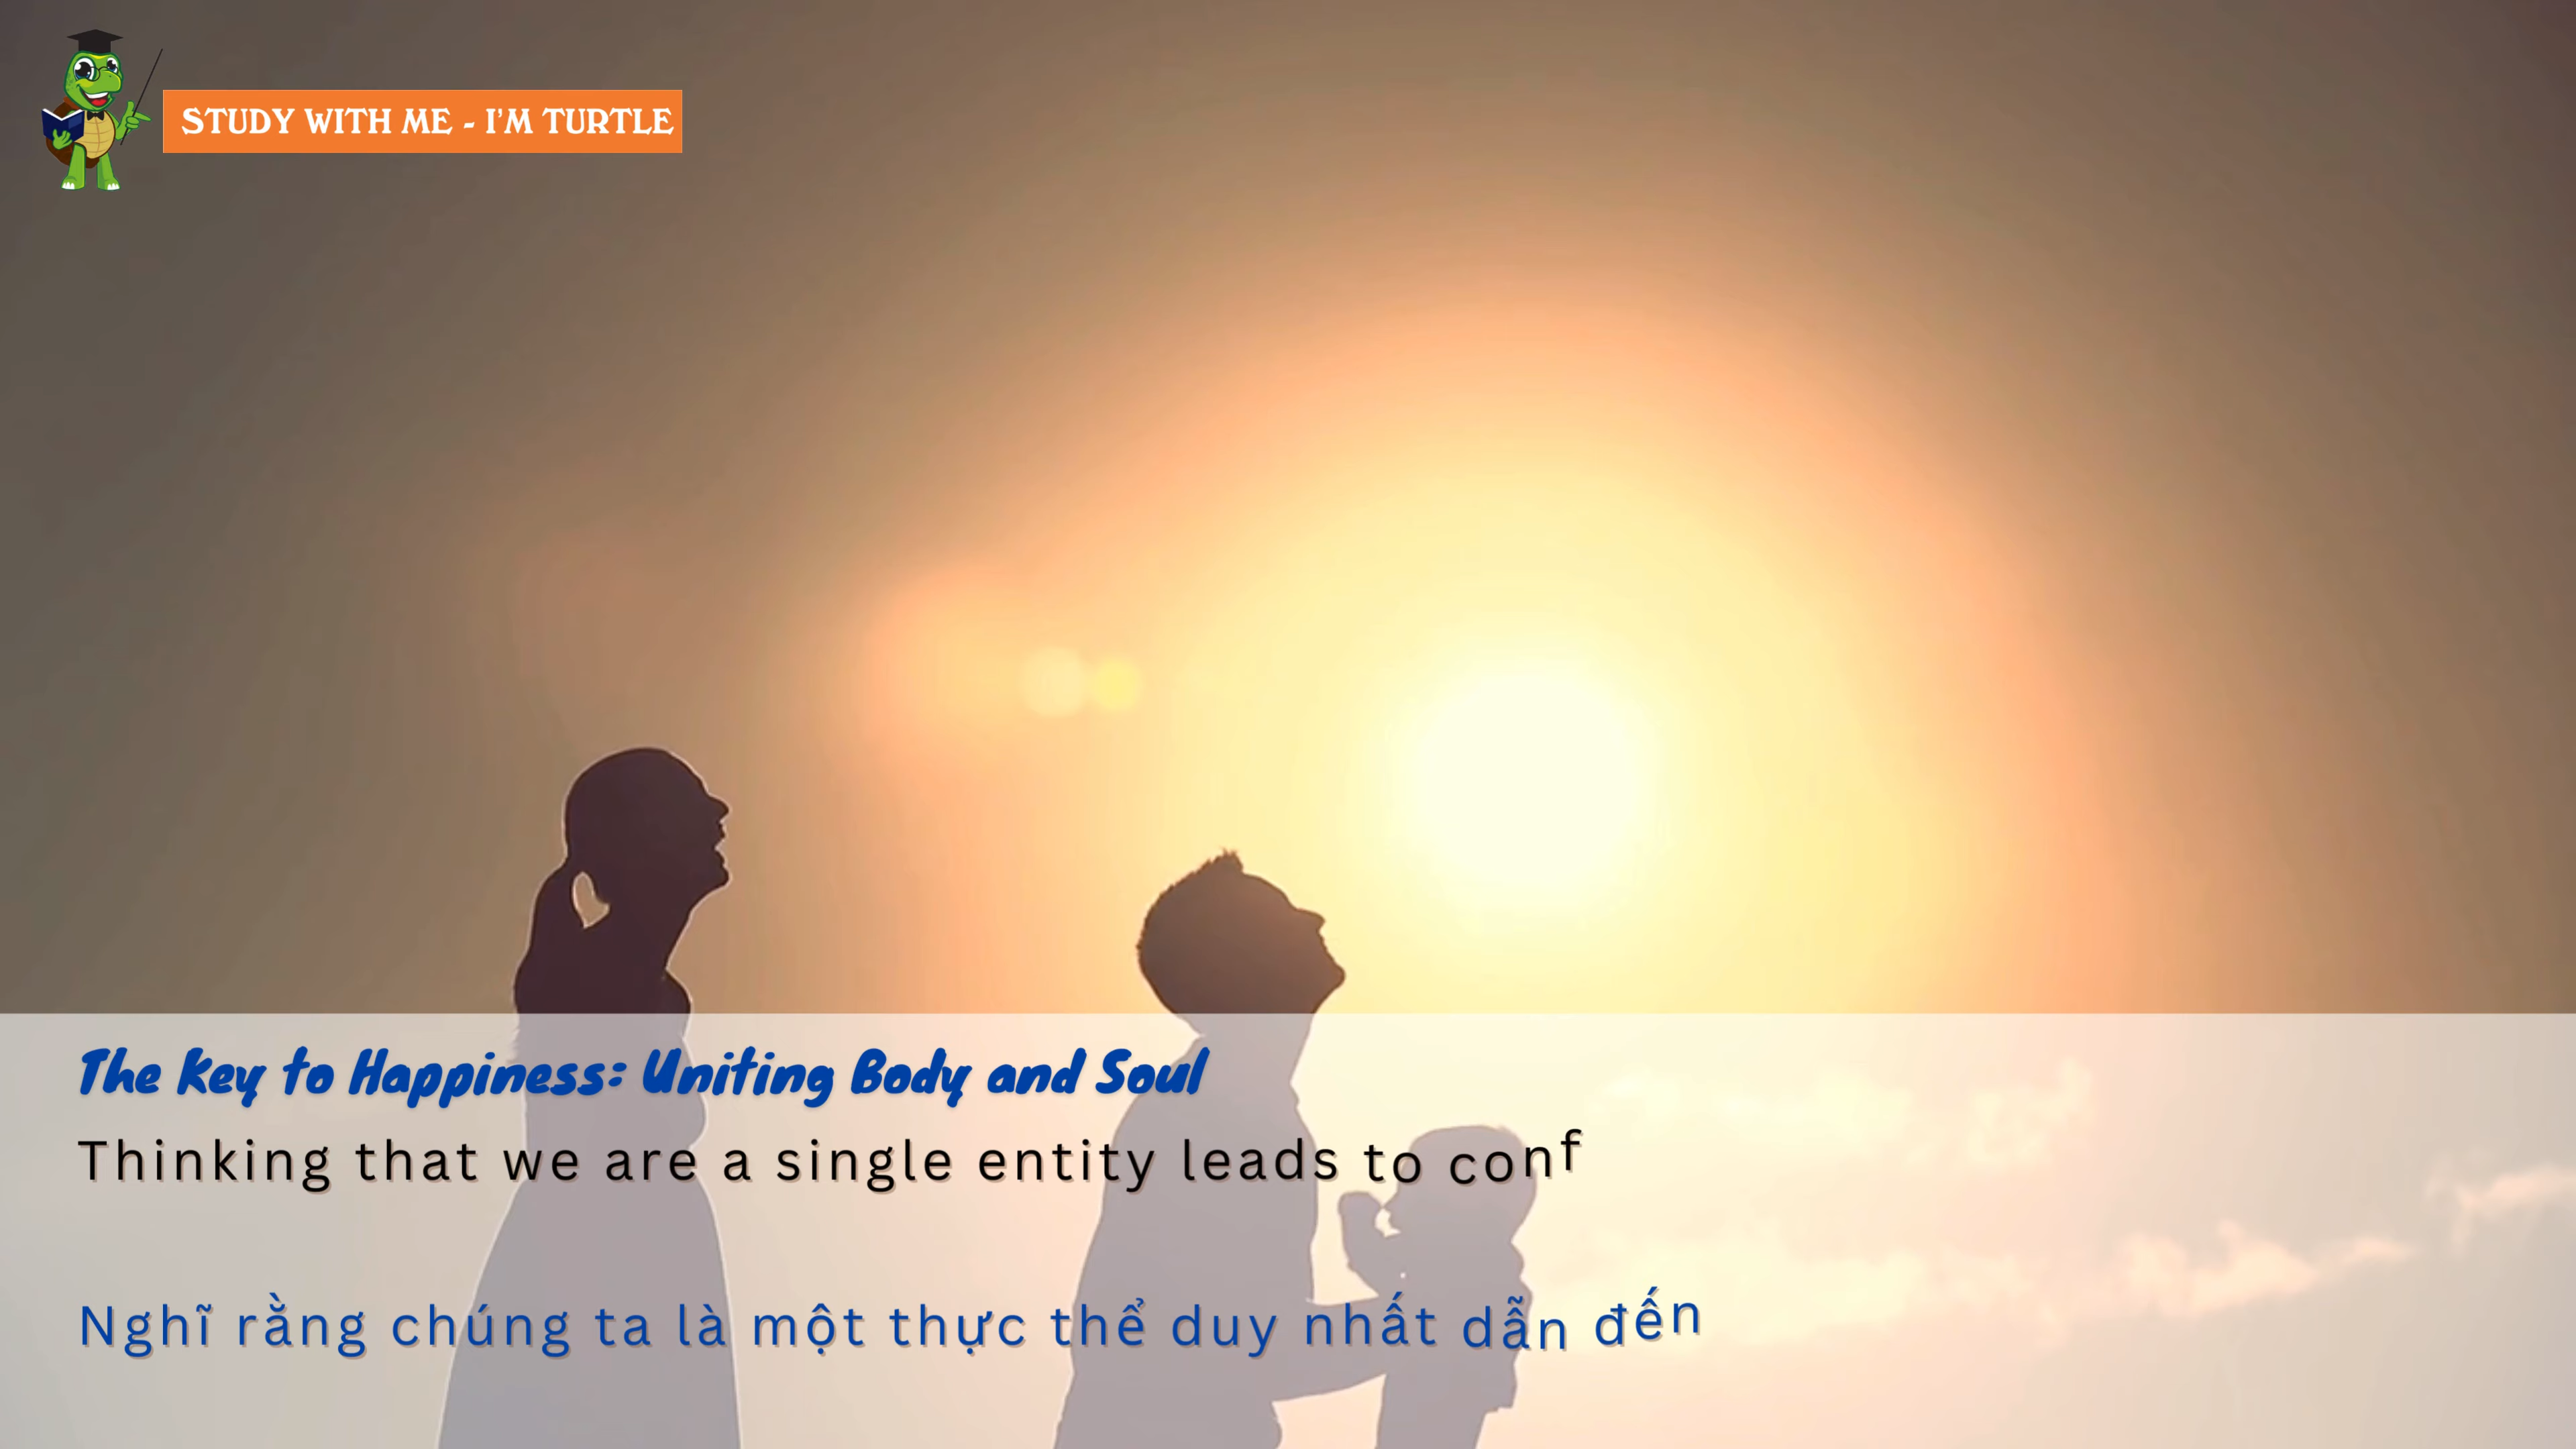 STUDY WITH ME - I'M TURTLE
The Key to Happiness: Uniting Body and Soul
Thinking that we are a single entity leads to conf
Nghĩ rằng chúng ta là một thực thể duy nhất dẫn đến